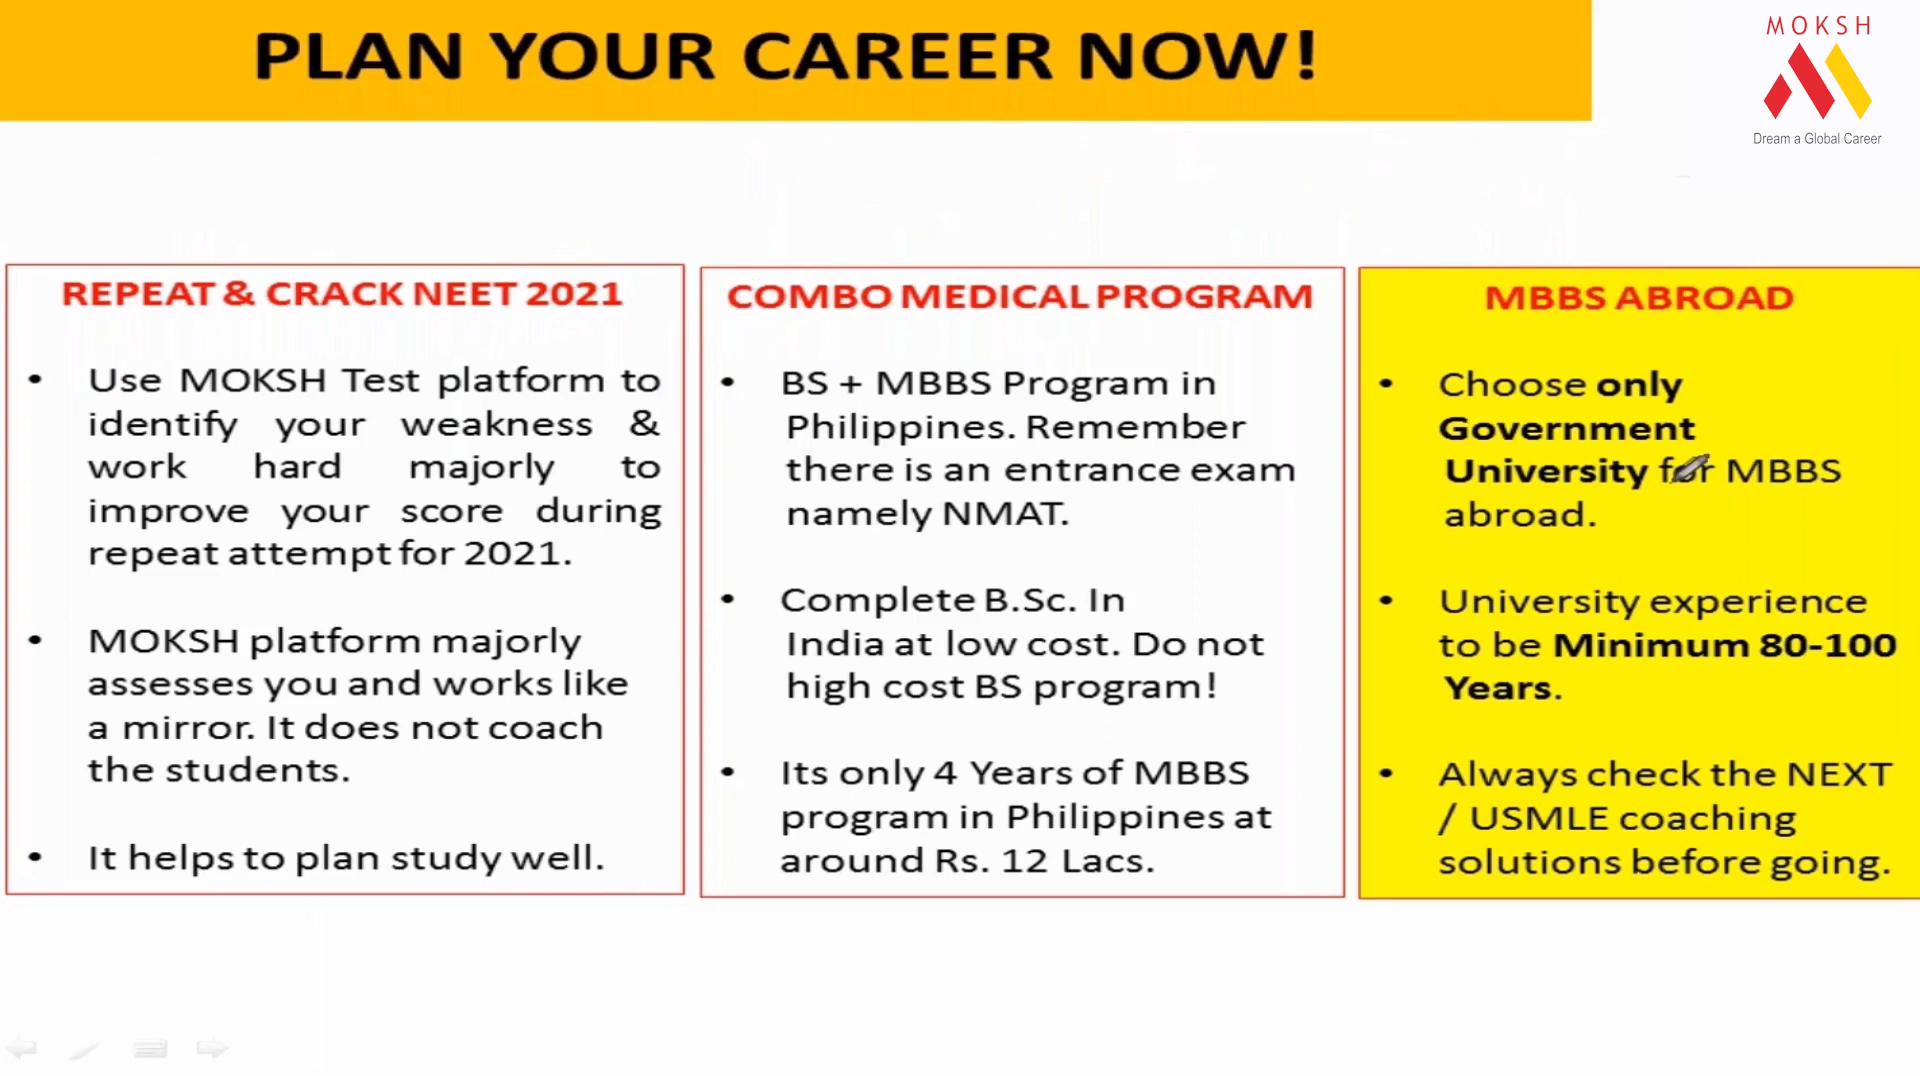 PLAN YOUR CAREER NOW!
MOKSH
Dream a Global Career
REPEAT & CRACK NEET 2021
• Use MOKSH Test platform to
identify your weakness &
work hard majorly to
improve your score during
repeat attempt for 2021.
• MOKSH platform majorly
assesses you and works like
a mirror. It does not coach
the students.
• It helps to plan study well.
COMBO MEDICAL PROGRAM
• BS + MBBS Program in
Philippines. Remember
there is an entrance exam
namely NMAT.
• Complete B.Sc. In
India at low cost. Do not
high cost BS program!
• Its only 4 Years of MBBS
program in Philippines at
around Rs. 12 Lacs.
MBBS ABROAD
• Choose only
Government
University for MBBS
abroad.
• University experience
to be Minimum 80-100
Years.
• Always check the NEXT
/ USMLE coaching
solutions before going.